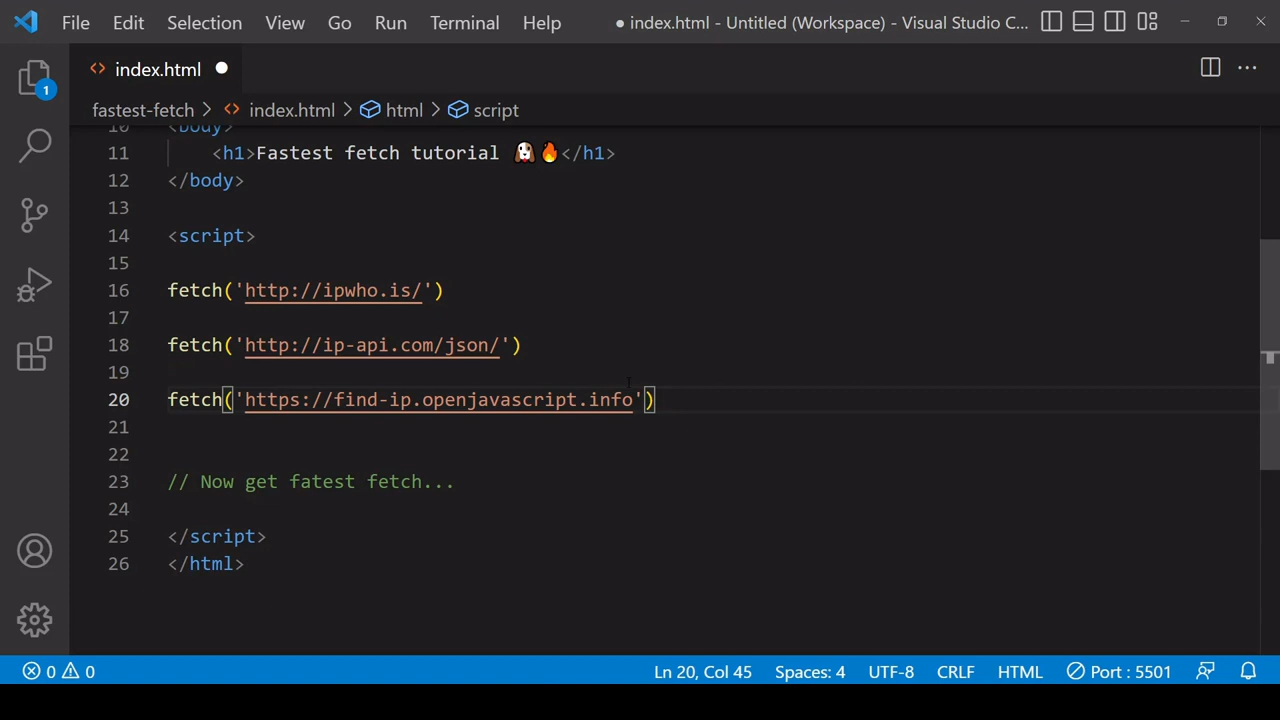 File Edit Selection View Go Run Terminal Help ● index.html - Untitled (Workspace) - Visual Studio C...
index.html
1
fastest-fetch > index.html > html > script
10 <body>
11 <h1>Fastest fetch tutorial 🐶🔥</h1>
12 </body>
13
14 <script>
15
16 fetch('http://ipwho.is/')
17
18 fetch('http://ip-api.com/json/')
19
20 fetch('https://find-ip.openjavascript.info')
21
22
23 // Now get fatest fetch...
24
25 </script>
26 </html>
0 0 Ln 20, Col 45 Spaces: 4 UTF-8 CRLF HTML Port : 5501